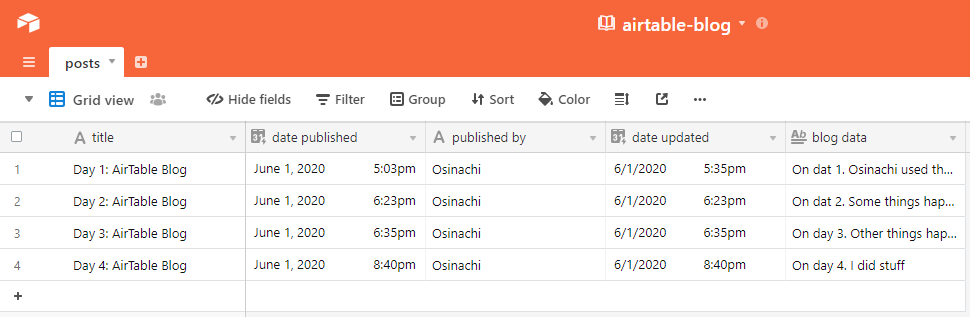 airtable-blog
posts
Grid view Hide fields Filter Group Sort Color
title date published published by date updated blog data
1 Day 1: AirTable Blog June 1, 2020 5:03pm Osinachi 6/1/2020 5:35pm On dat 1. Osinachi used th...
2 Day 2: AirTable Blog June 1, 2020 6:23pm Osinachi 6/1/2020 6:23pm On dat 2. Some things hap...
3 Day 3: AirTable Blog June 1, 2020 6:35pm Osinachi 6/1/2020 6:35pm On day 3. Other things hap...
4 Day 4: AirTable Blog June 1, 2020 8:40pm Osinachi 6/1/2020 8:40pm On day 4. I did stuff